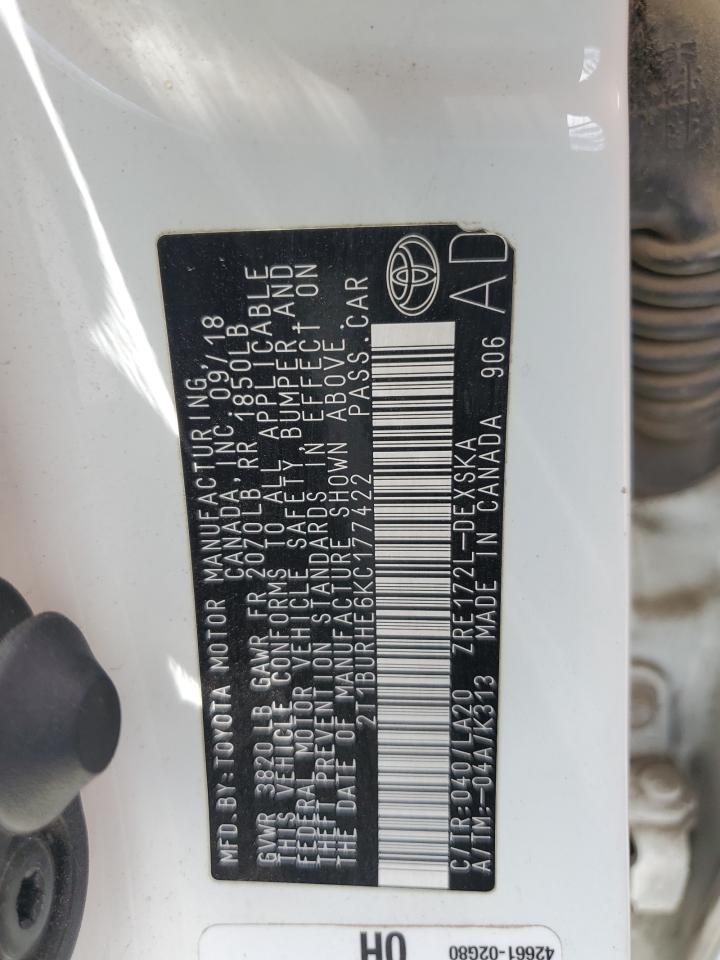 MFD.BY:TOYOTA MOTOR MANUFACTURING,
CANADA, INC. 09/18
GVWR 3820 LB GAWR FR 2070LB,RR 1850LB
THIS VEHICLE CONFORMS TO ALL APPLICABLE
FEDERAL MOTOR VEHICLE SAFETY, BUMPER,AND
THEFT PREVENTION STANDARDS IN EFFECT ON
THE DATE OF MANUFACTURE SHOWN ABOVE.
2T1BURHE6KC177422 PASS.CAR
C/TR:040/LA20 ZRE172L-DEXSKA
A/TM:-04A/K313 MADE IN CANADA 906
AD
42661-02G80